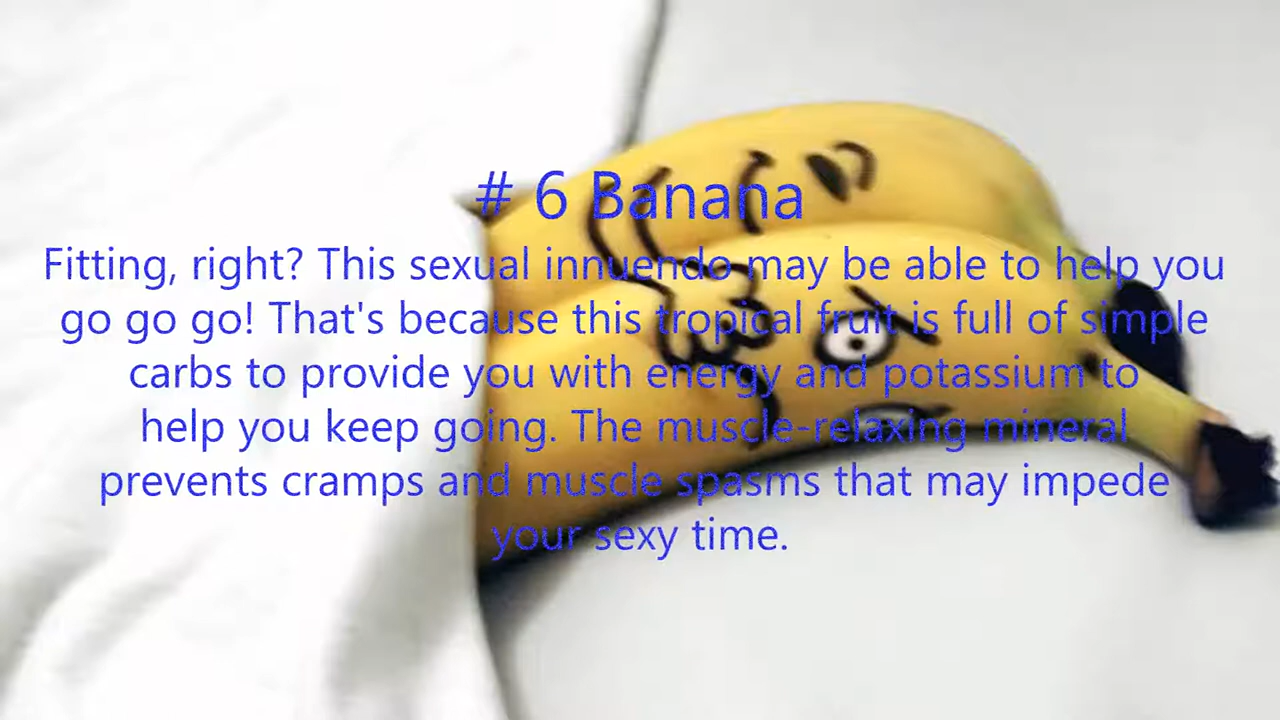 # 6 Banana
Fitting, right? This sexual innuendo may be able to help you
go go go! That's because this tropical fruit is full of simple
carbs to provide you with energy and potassium to
help you keep going. The muscle-relaxing mineral
prevents cramps and muscle spasms that may impede
your sexy time.